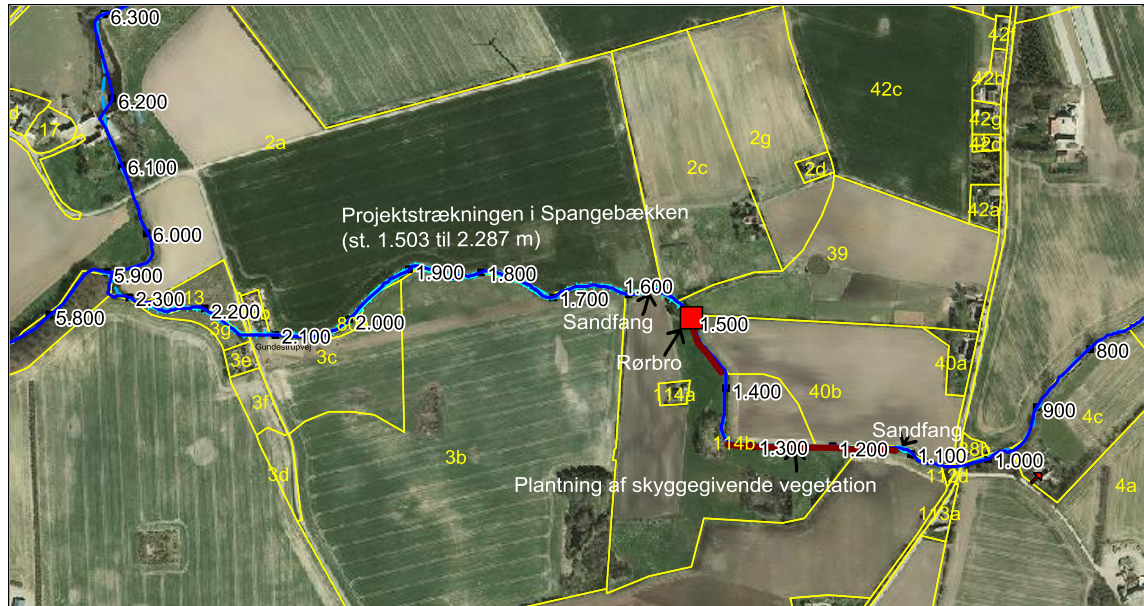 6.300
42f
6.200
42b
42c
17
42g
2a
2g
42d
6.100
2c
2d
42a
Projektstrækningen i Spangebækken
(st. 1.503 til 2.287 m)
6.000
39
5.900
1.900
1.800
1.600
2.300
13
1.700
5.800
2.200
2.000
Sandfang
1.500
3g
2.100
Gundestrupvej
3e
3c
Rørbro
800
40a
114a
1.400
40b
3f
900
4c
Sandfang
114b
1.300
1.200
38b
3b
1.100
1.000
3d
112d
Plantning af skyggegivende vegetation
4a
113a